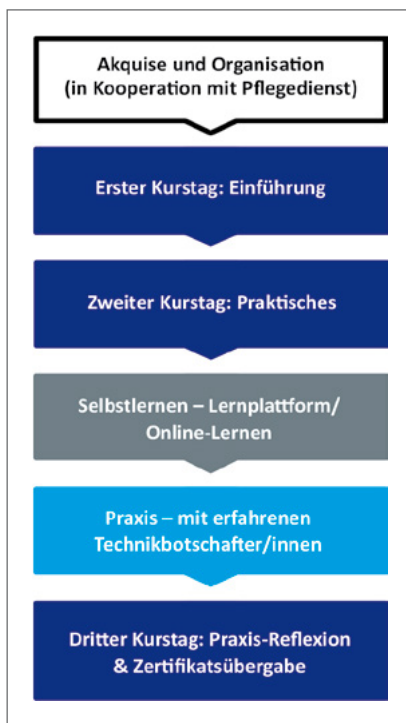 Akquise und Organisation
(in Kooperation mit Pflegedienst)
Erster Kurstag: Einführung
Zweiter Kurstag: Praktisches
Selbstlernen – Lernplattform/
Online-Lernen
Praxis – mit erfahrenen
Technikbotschafter/innen
Dritter Kurstag: Praxis-Reflexion
& Zertifikatsübergabe